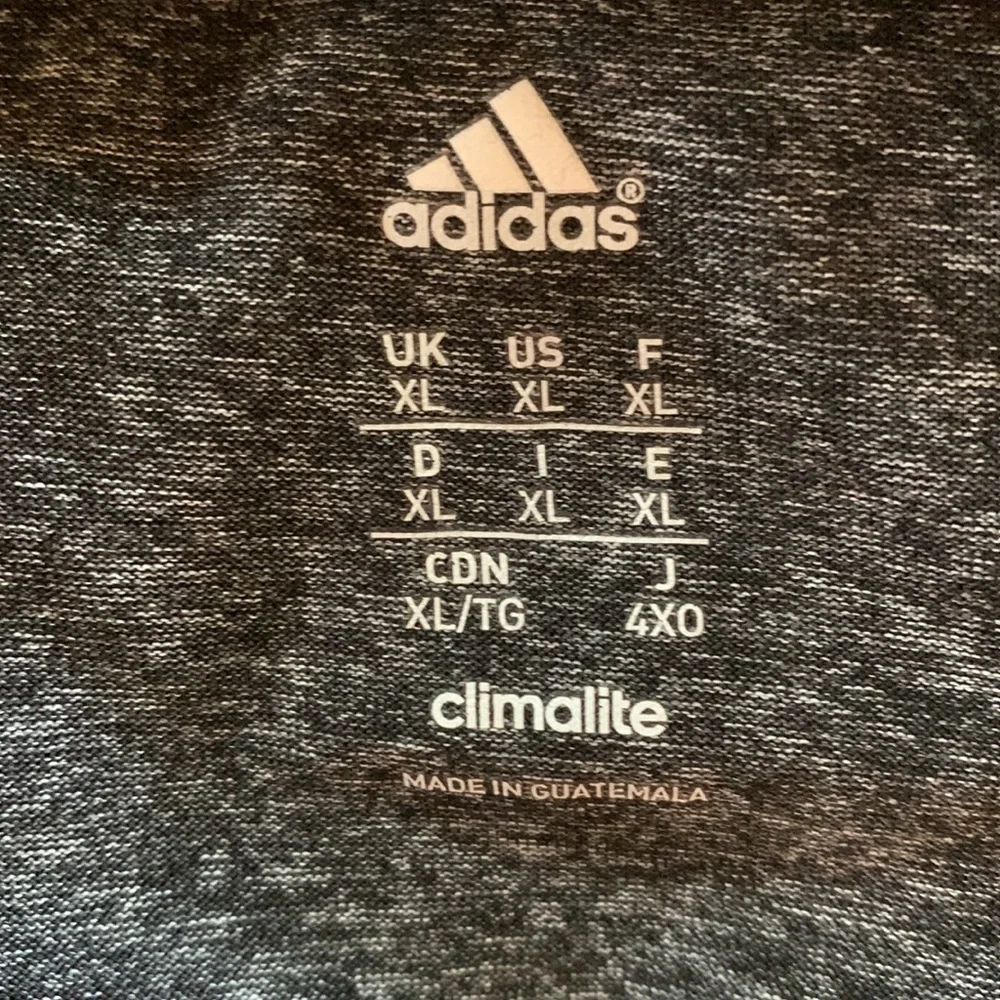 adidas®
UK US F
XL XL XL
D I E
XL XL XL
CDN J
XL/TG 4XO
climalite
MADE IN GUATEMALA